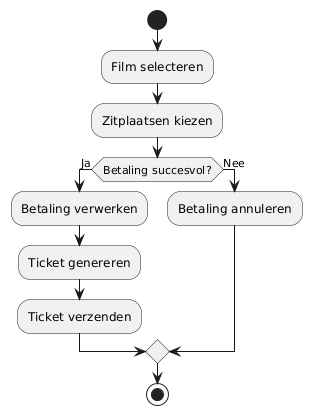 Film selecteren
Zitplaatsen kiezen
Ja
Betaling succesvol?
Nee
Betaling verwerken
Betaling annuleren
Ticket genereren
Ticket verzenden